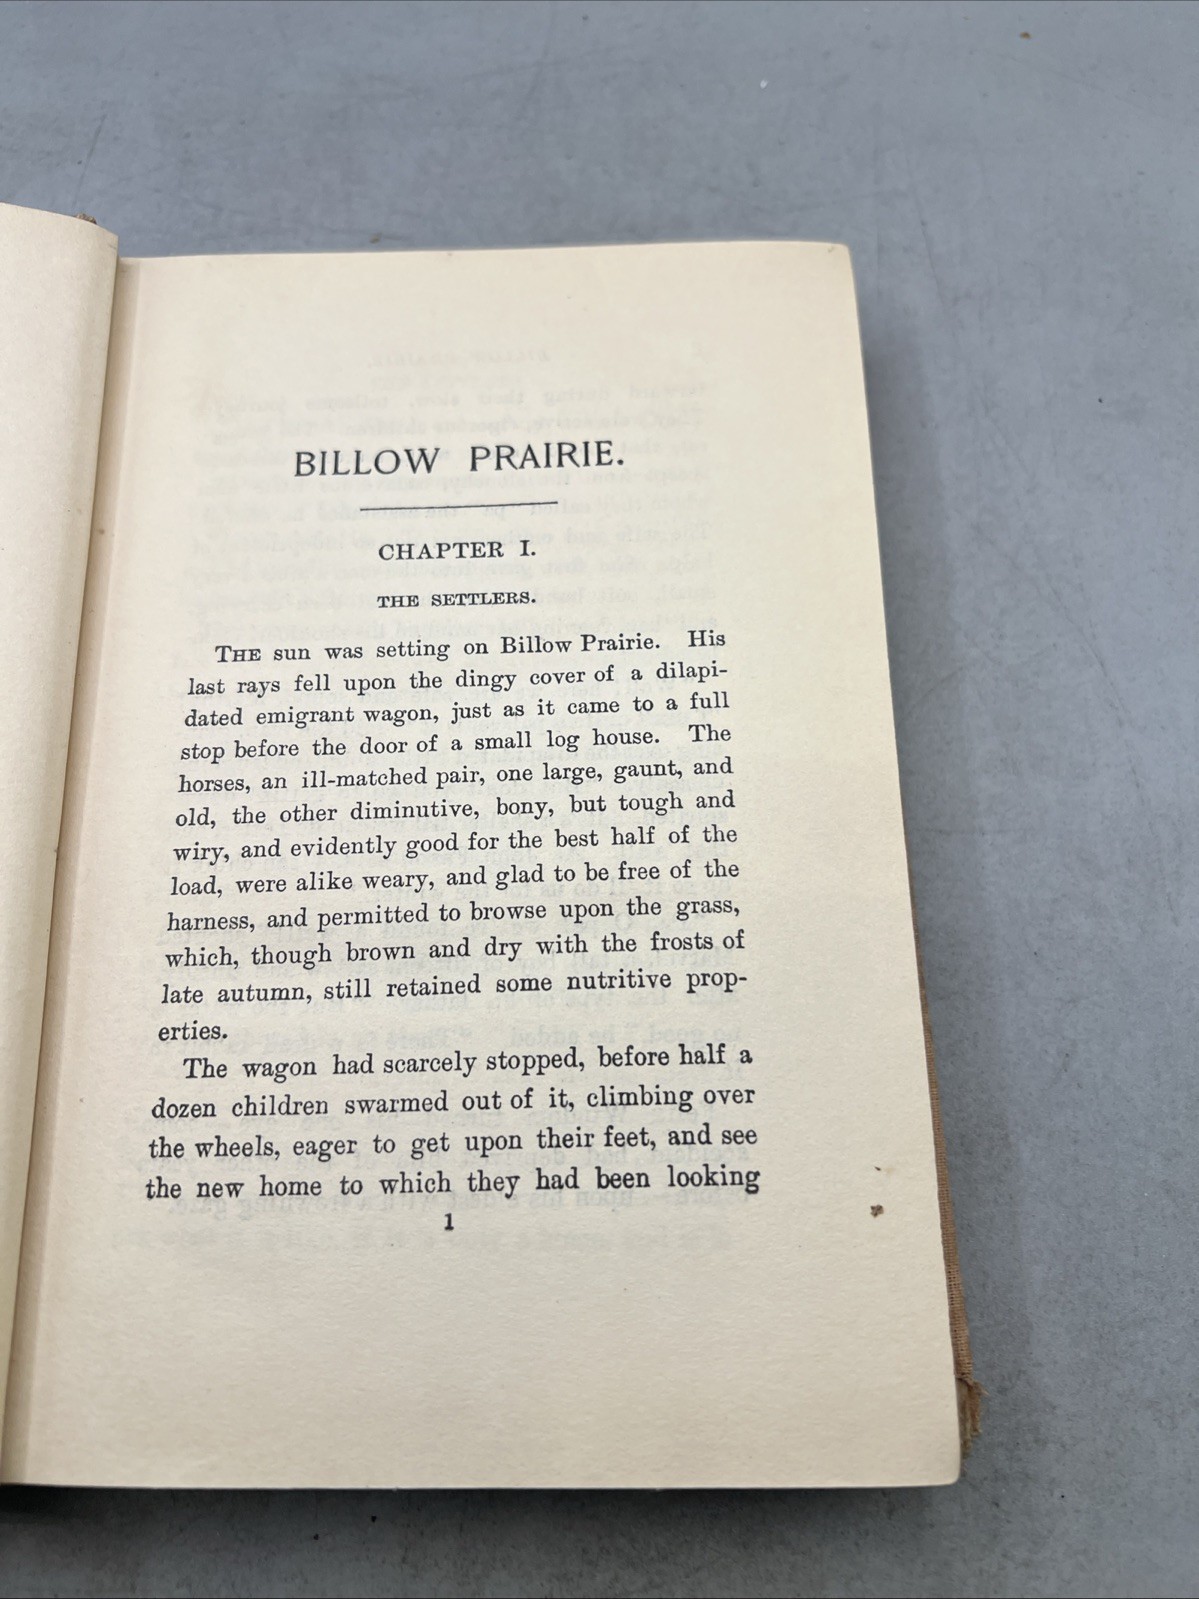 BILLOW PRAIRIE.
CHAPTER I.
THE SETTLERS.
THE sun was setting on Billow Prairie. His
last rays fell upon the dingy cover of a dilapi-
dated emigrant wagon, just as it came to a full
stop before the door of a small log house. The
horses, an ill-matched pair, one large, gaunt, and
old, the other diminutive, bony, but tough and
wiry, and evidently good for the best half of the
load, were alike weary, and glad to be free of the
harness, and permitted to browse upon the grass,
which, though brown and dry with the frosts of
late autumn, still retained some nutritive prop-
erties.
The wagon had scarcely stopped, before half a
dozen children swarmed out of it, climbing over
the wheels, eager to get upon their feet, and see
the new home to which they had been looking
1